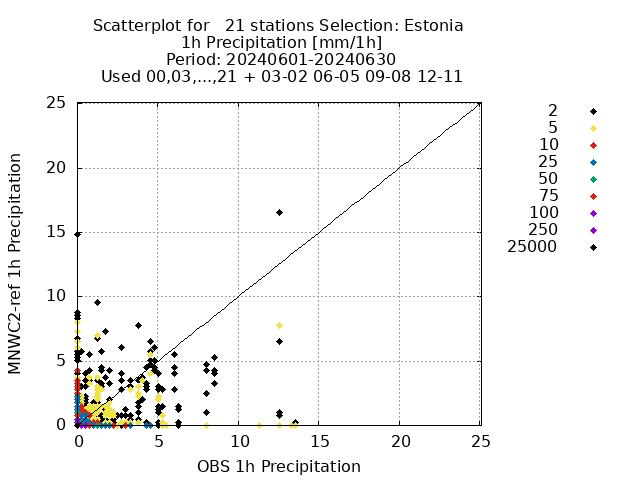 Scatterplot for 21 stations Selection: Estonia
1h Precipitation [mm/1h]
Period: 20240601-20240630
Used 00,03,...,21 + 03-02 06-05 09-08 12-11
2
5
10
25
50
75
100
250
25000
MNWC2-ref 1h Precipitation
25
20
15
10
5
0
0 5 10 15 20 25
OBS 1h Precipitation